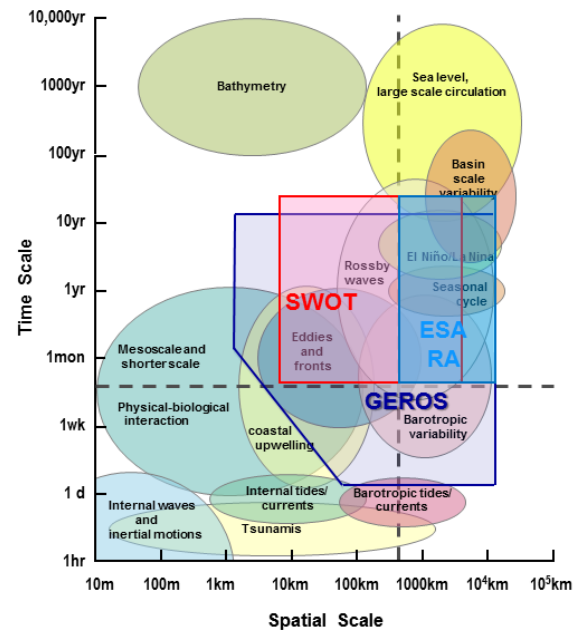 10,000yr
1000yr
100yr
10yr
1yr
1mon
1wk
1 d
1hr
Time Scale
Bathymetry
Sea level,
large scale circulation
Basin
scale
variability
El Niño/La Nina
Rossby
waves
Seasonal
cycle
SWOT
ESA
RA
Eddies
and
fronts
Mesoscale and
shorter scale
GEROS
Physical-biological
interaction
Barotropic
variability
coastal
upwelling
Internal tides/
currents
Barotropic tides/
currents
Internal waves
and
inertial motions
Tsunamis
10m
100m
1km
10km
100km
1000km
10⁴km
10⁵km
Spatial Scale